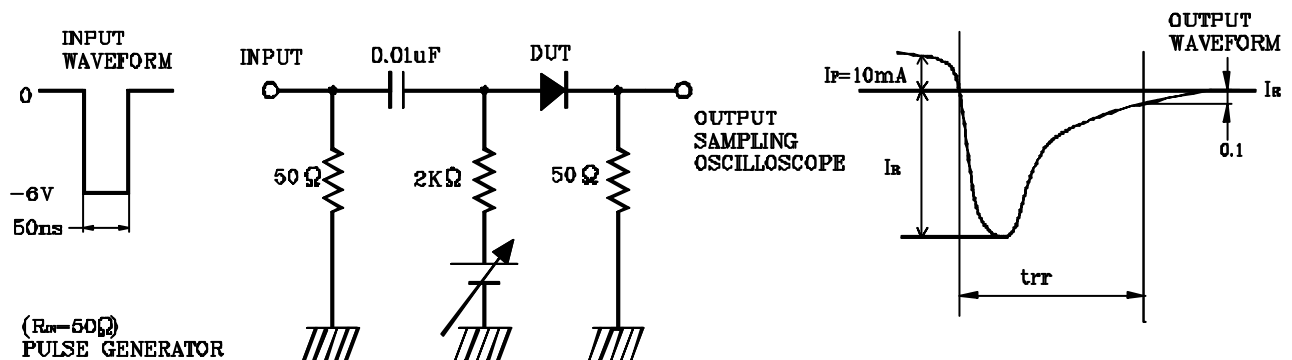 INPUT
WAVEFORM
0
-6V
50ns
(RIN=50Ω)
PULSE GENERATOR
INPUT
0.01uF
DUT
50Ω
2KΩ
50Ω
OUTPUT
SAMPLING
OSCILLOSCOPE
IF=10mA
IR
trr
OUTPUT
WAVEFORM
IR
0.1